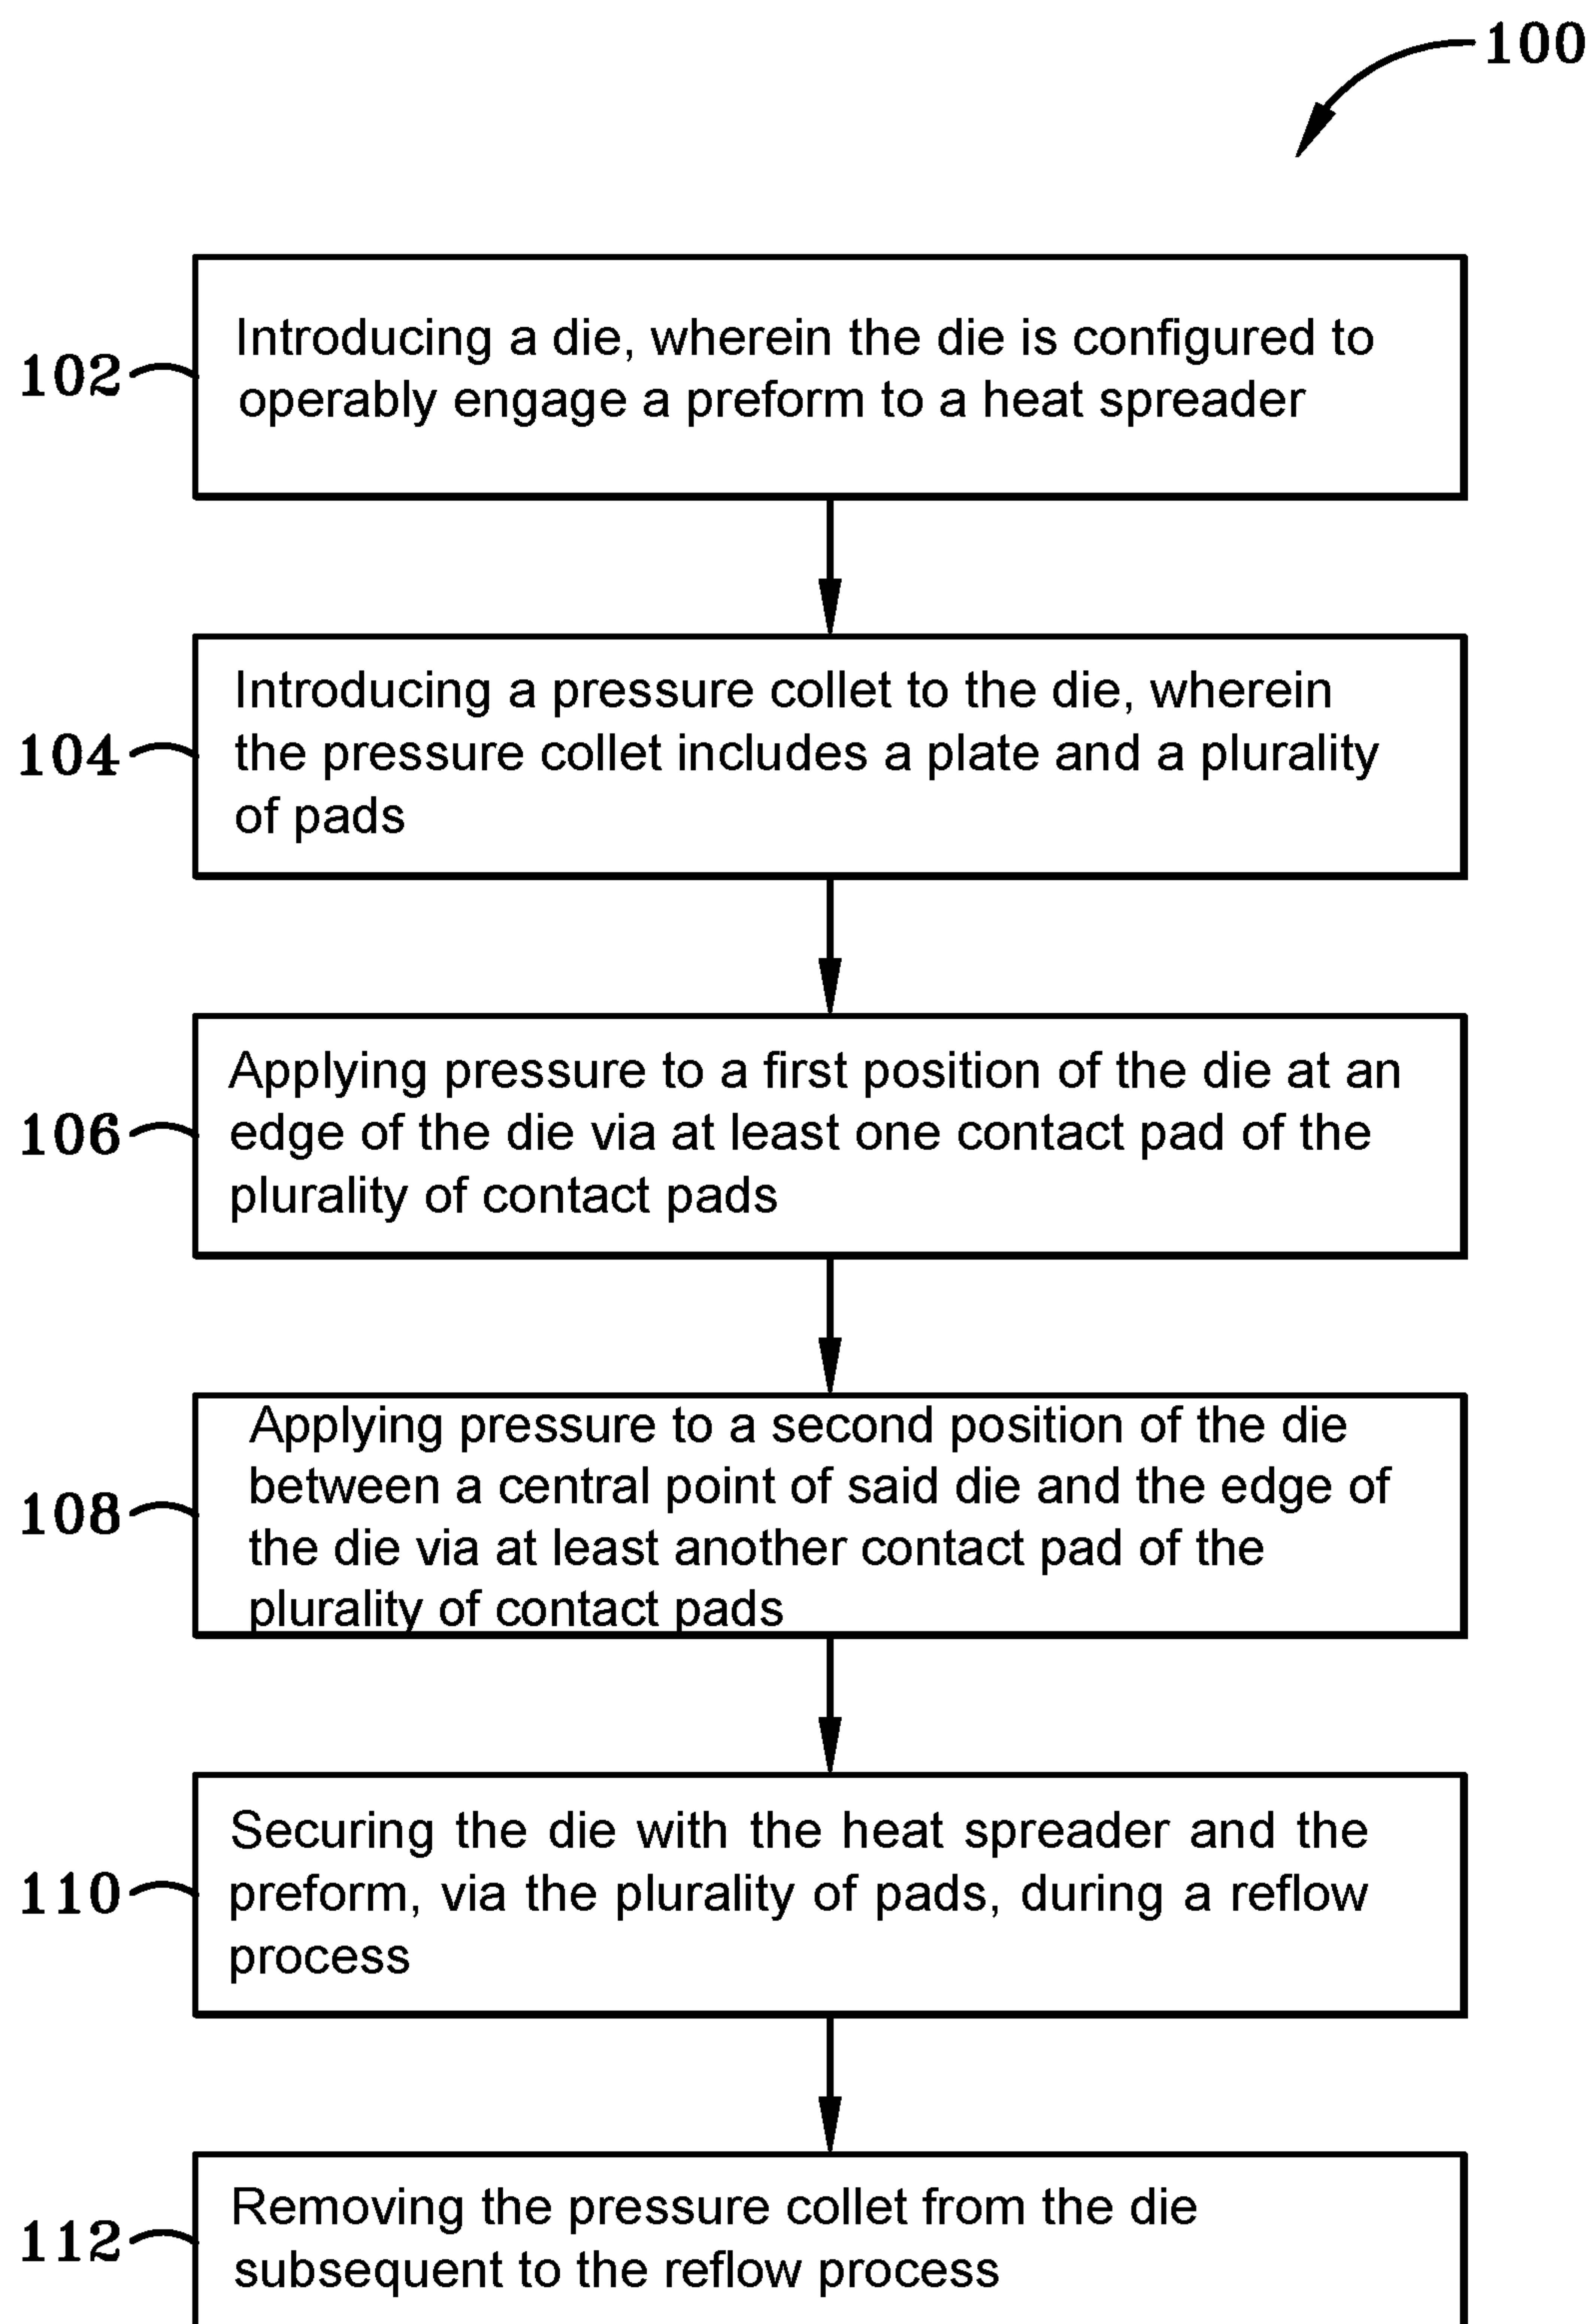 100
102
Introducing a die, wherein the die is configured to
operably engage a preform to a heat spreader
104
Introducing a pressure collet to the die, wherein
the pressure collet includes a plate and a plurality
of pads
106
Applying pressure to a first position of the die at an
edge of the die via at least one contact pad of the
plurality of contact pads
108
Applying pressure to a second position of the die
between a central point of said die and the edge of
the die via at least another contact pad of the
plurality of contact pads
110
Securing the die with the heat spreader and the
preform, via the plurality of pads, during a reflow
process
112
Removing the pressure collet from the die
subsequent to the reflow process